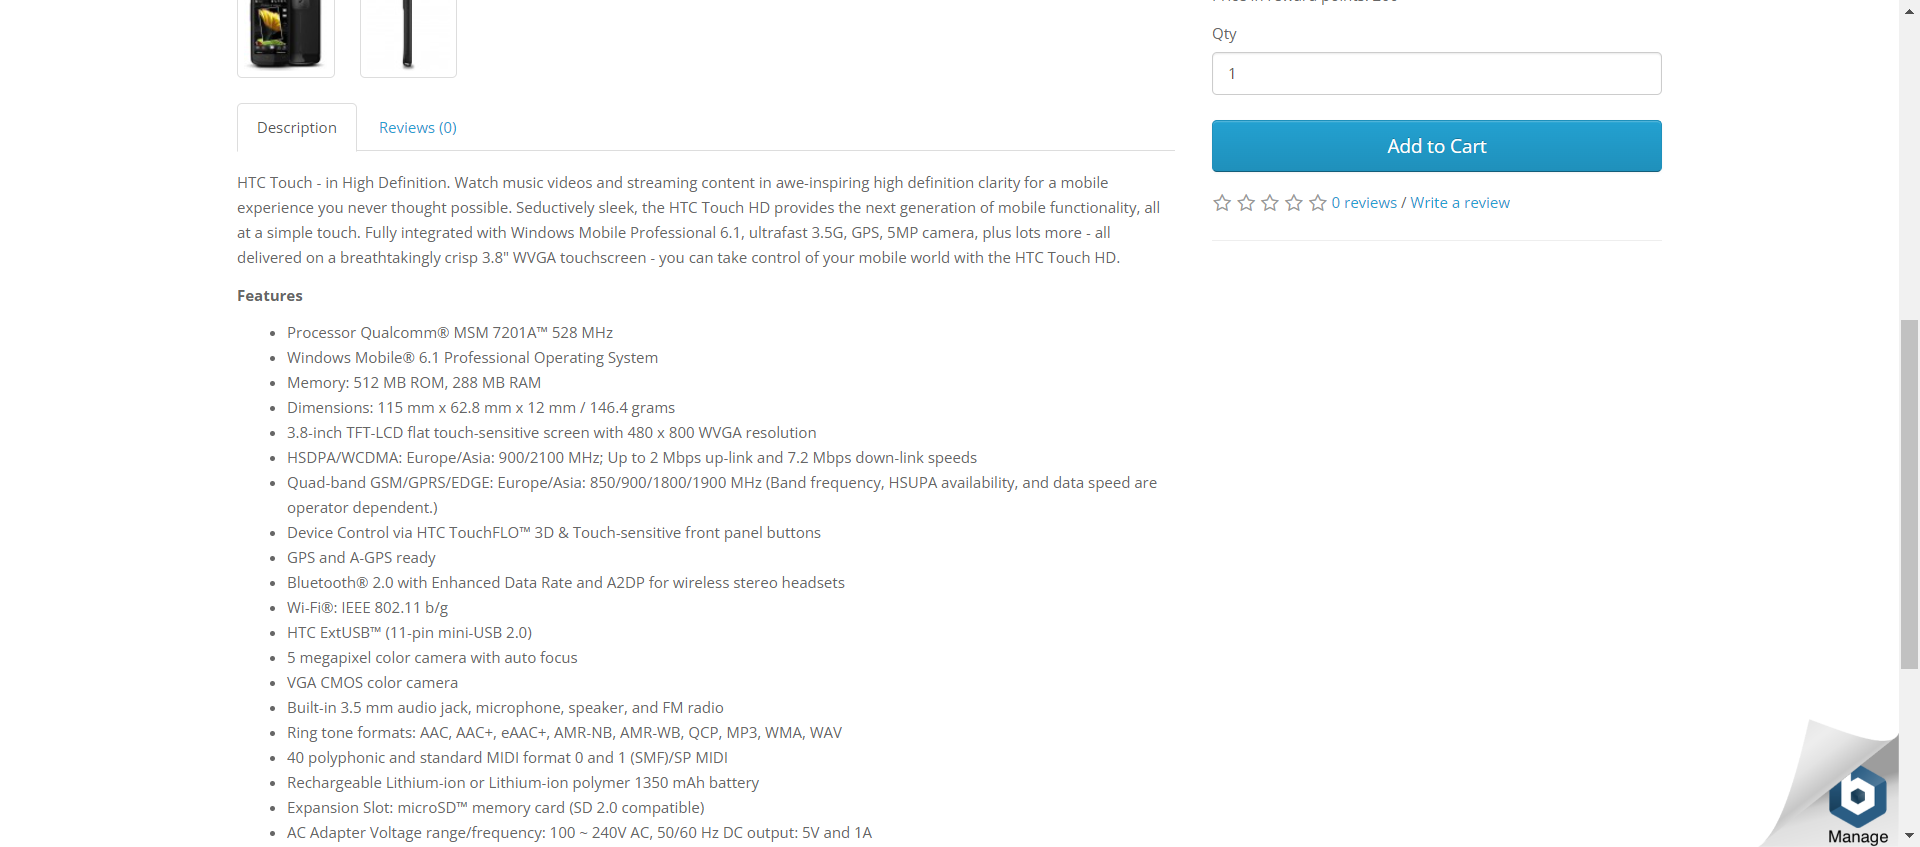 Qty
1
Add to Cart
0 reviews / Write a review
Description
Reviews (0)
HTC Touch - in High Definition. Watch music videos and streaming content in awe-inspiring high definition clarity for a mobile
experience you never thought possible. Seductively sleek, the HTC Touch HD provides the next generation of mobile functionality, all
at a simple touch. Fully integrated with Windows Mobile Professional 6.1, ultrafast 3.5G, GPS, 5MP camera, plus lots more - all
delivered on a breathtakingly crisp 3.8" WVGA touchscreen - you can take control of your mobile world with the HTC Touch HD.
Features
• Processor Qualcomm® MSM 7201A™ 528 MHz
• Windows Mobile® 6.1 Professional Operating System
• Memory: 512 MB ROM, 288 MB RAM
• Dimensions: 115 mm x 62.8 mm x 12 mm / 146.4 grams
• 3.8-inch TFT-LCD flat touch-sensitive screen with 480 x 800 WVGA resolution
• HSDPA/WCDMA: Europe/Asia: 900/2100 MHz; Up to 2 Mbps up-link and 7.2 Mbps down-link speeds
• Quad-band GSM/GPRS/EDGE: Europe/Asia: 850/900/1800/1900 MHz (Band frequency, HSUPA availability, and data speed are
operator dependent.)
• Device Control via HTC TouchFLO™ 3D & Touch-sensitive front panel buttons
• GPS and A-GPS ready
• Bluetooth® 2.0 with Enhanced Data Rate and A2DP for wireless stereo headsets
• Wi-Fi®: IEEE 802.11 b/g
• HTC ExtUSB™ (11-pin mini-USB 2.0)
• 5 megapixel color camera with auto focus
• VGA CMOS color camera
• Built-in 3.5 mm audio jack, microphone, speaker, and FM radio
• Ring tone formats: AAC, AAC+, eAAC+, AMR-NB, AMR-WB, QCP, MP3, WMA, WAV
• 40 polyphonic and standard MIDI format 0 and 1 (SMF)/SP MIDI
• Rechargeable Lithium-ion or Lithium-ion polymer 1350 mAh battery
• Expansion Slot: microSD™ memory card (SD 2.0 compatible)
• AC Adapter Voltage range/frequency: 100 ~ 240V AC, 50/60 Hz DC output: 5V and 1A
b
Manage